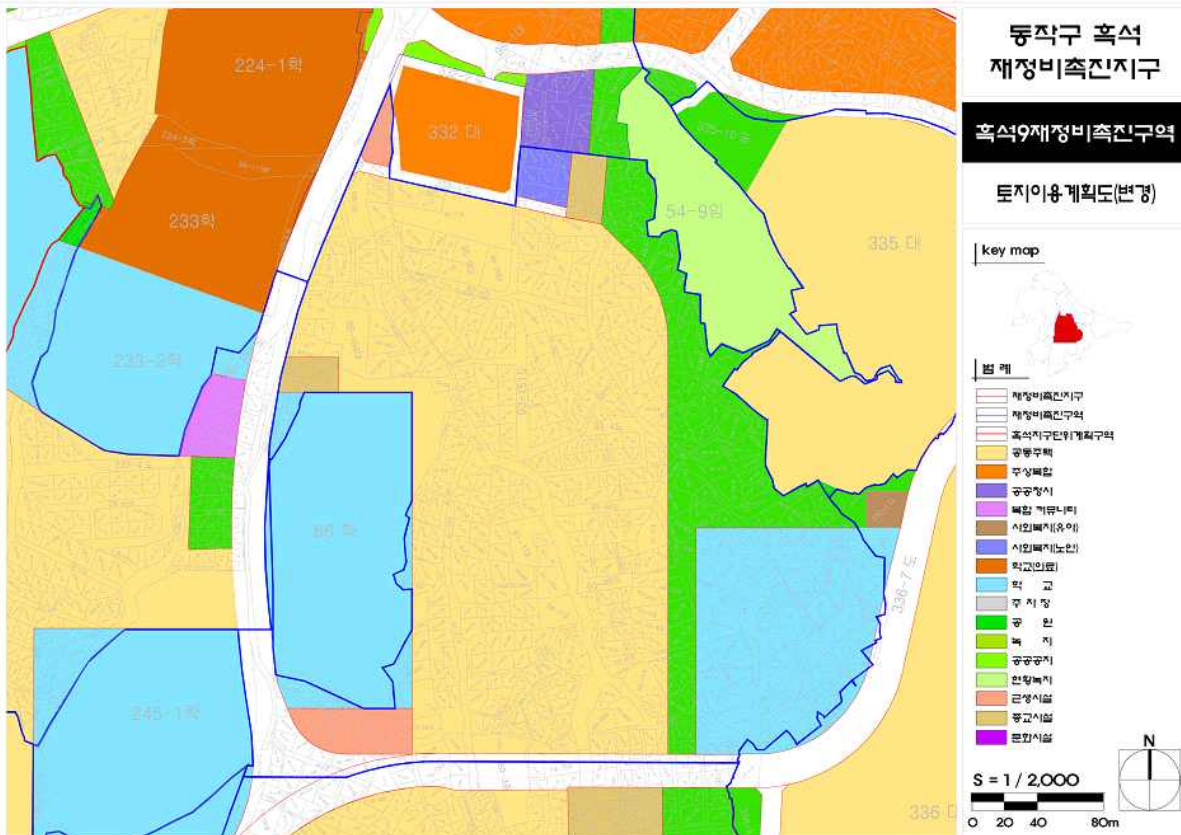 동작구 흑석
재정비촉진지구
흑석9재정비촉진구역
토지이용계획도(변경)
key map
범 례
재정비촉진지구
재정비촉진구역
흑석지구단위계획구역
공동주택
주상복합
공공청사
복합 커뮤니티
사회복지(유아)
사회복지(노인)
학교(의료)
학 교
주 차 장
공 원
녹 지
공공공지
현황녹지
근생시설
종교시설
문화시설
N
S = 1 / 2,000
0 20 40 80m
224-1학
332 대
233학
54-9임
335 대
233-2학
66 학
336-7 도
245-1학
336 대